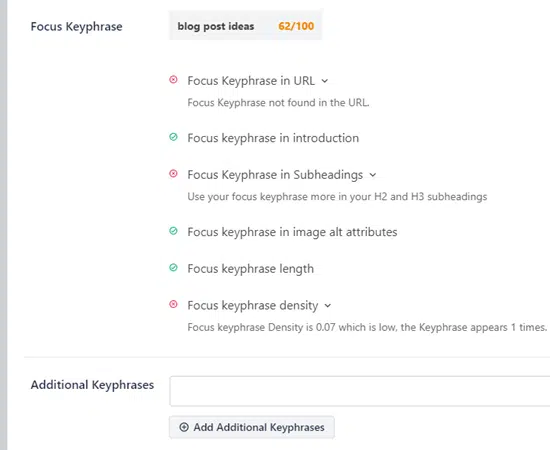 Focus Keyphrase
blog post ideas 62/100
Focus Keyphrase in URL
Focus Keyphrase not found in the URL.
Focus keyphrase in introduction
Focus Keyphrase in Subheadings
Use your focus keyphrase more in your H2 and H3 subheadings
Focus keyphrase in image alt attributes
Focus keyphrase length
Focus keyphrase density
Focus keyphrase Density is 0.07 which is low, the Keyphrase appears 1 times.
Additional Keyphrases
Add Additional Keyphrases